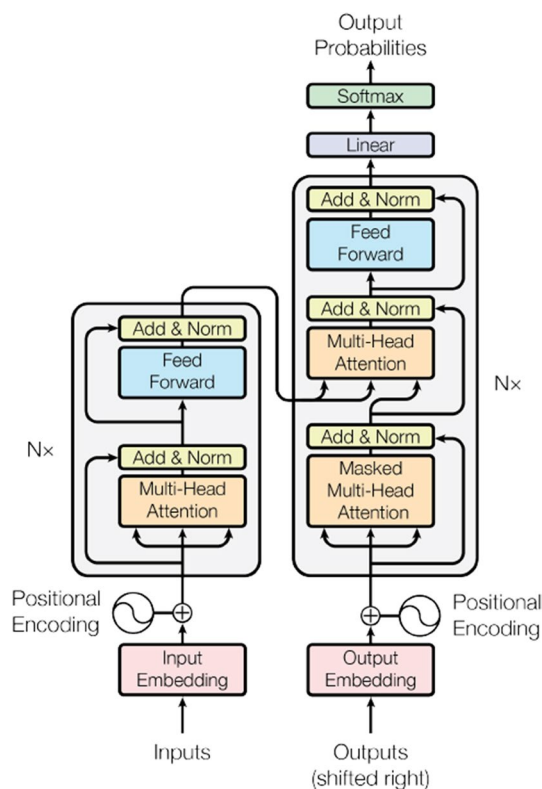 Output
Probabilities
Softmax
Linear
Add & Norm
Feed
Forward
Add & Norm
Multi-Head
Attention
Add & Norm
Masked
Multi-Head
Attention
Nx
Add & Norm
Feed
Forward
Add & Norm
Multi-Head
Attention
N×
Positional
Encoding
Positional
Encoding
Input
Embedding
Output
Embedding
Inputs
Outputs
(shifted right)